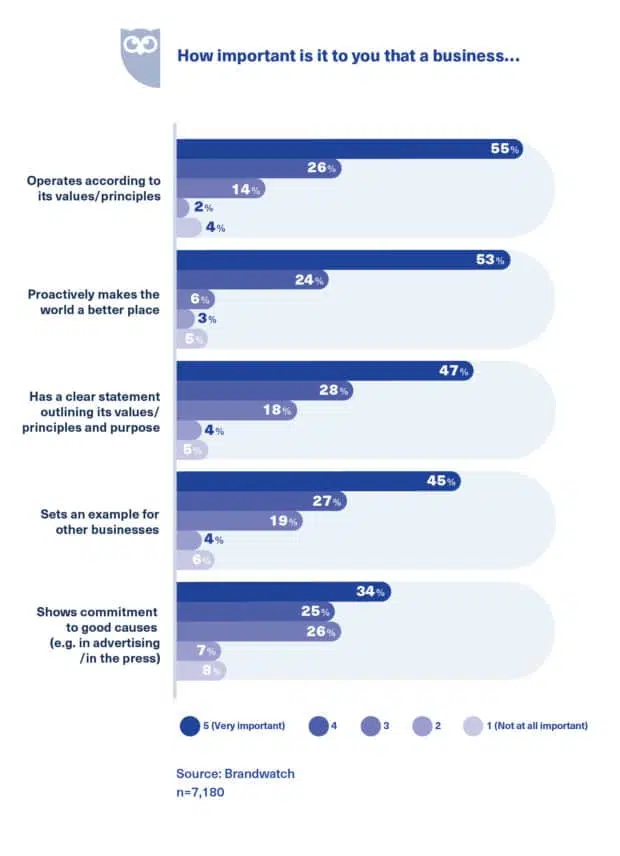 How important is it to you that a business...
Operates according to
its values/principles
55%
26%
14%
2%
4%
Proactively makes the
world a better place
53%
24%
6%
3%
5%
Has a clear statement
outlining its values/
principles and purpose
47%
28%
18%
4%
5%
Sets an example for
other businesses
45%
27%
19%
4%
6%
Shows commitment
to good causes
(e.g. in advertising
/in the press)
34%
25%
26%
7%
8%
5 (Very important) 4 3 2 1 (Not at all important)
Source: Brandwatch
n=7,180